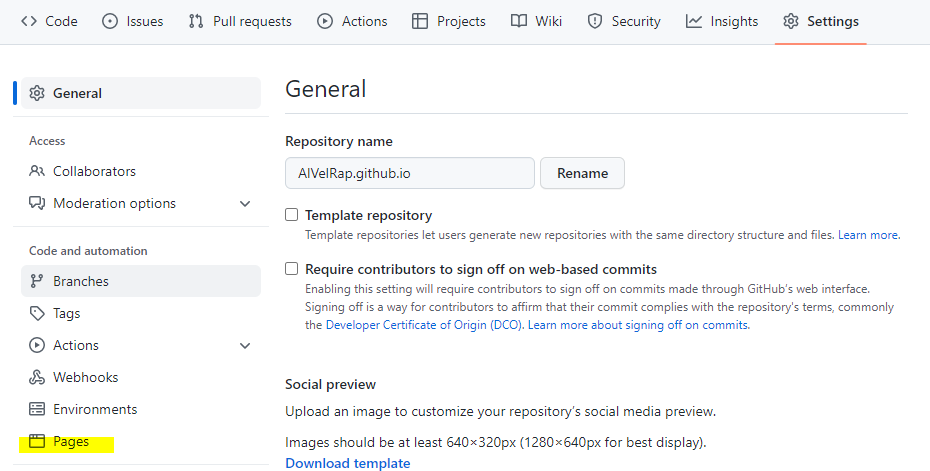 Code Issues Pull requests Actions Projects Wiki Security Insights Settings
General
Access
Collaborators
Moderation options
Code and automation
Branches
Tags
Actions
Webhooks
Environments
Pages
General
Repository name
AlVelRap.github.io Rename
Template repository
Template repositories let users generate new repositories with the same directory structure and files. Learn more.
Require contributors to sign off on web-based commits
Enabling this setting will require contributors to sign off on commits made through GitHub's web interface.
Signing off is a way for contributors to affirm that their commit complies with the repository's terms, commonly
the Developer Certificate of Origin (DCO). Learn more about signing off on commits.
Social preview
Upload an image to customize your repository's social media preview.
Images should be at least 640×320px (1280×640px for best display).
Download template